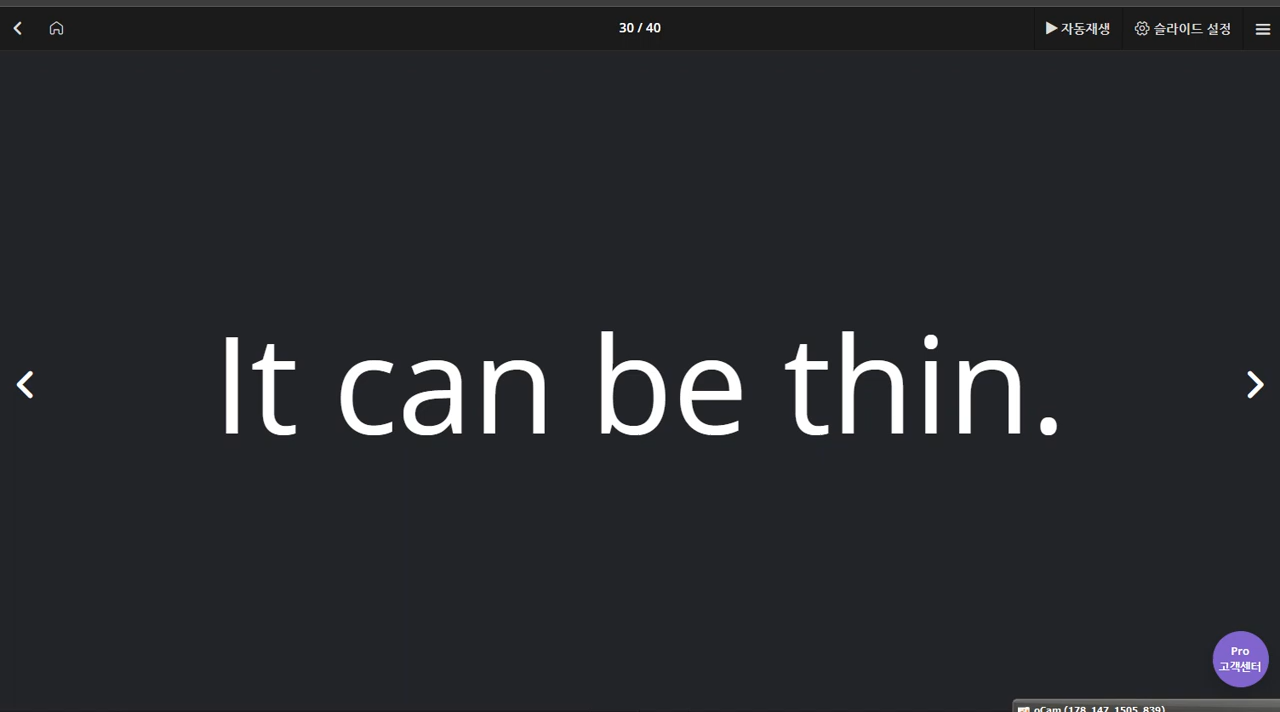 30 / 40
자동재생
슬라이드 설정
It can be thin.
Pro
고객센터
oCam (178, 147, 1505, 839)